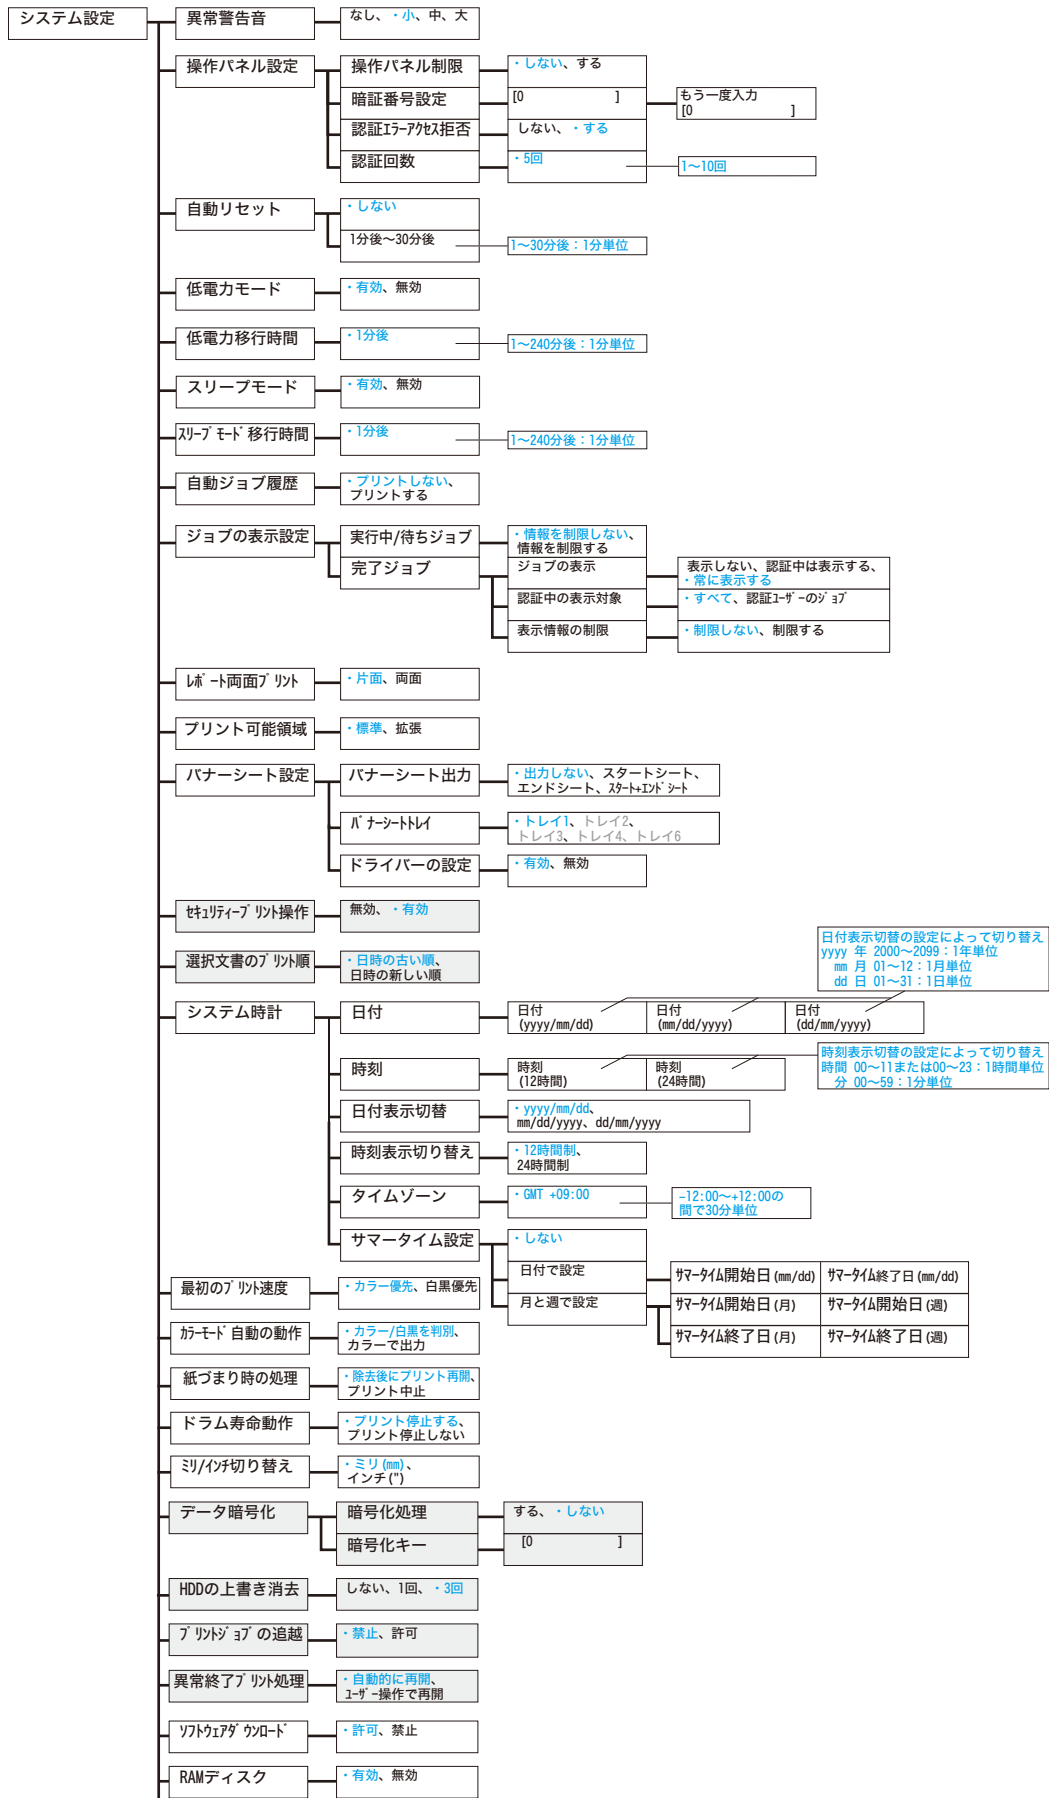 システム設定
異常警告音
なし、・小、中、大
操作パネル設定
操作パネル制限
・しない、する
暗証番号設定
[0 ]
もう一度入力
[0 ]
認証ｴﾗｰｱｸｾｽ拒否
しない、・する
認証回数
・5回
1～10回
自動リセット
・しない
1分後～30分後
1～30分後：1分単位
低電力モード
・有効、無効
低電力移行時間
・1分後
1～240分後：1分単位
スリープモード
・有効、無効
ｽﾘｰﾌﾟﾓｰﾄﾞ移行時間
・1分後
1～240分後：1分単位
自動ジョブ履歴
・プリントしない、
プリントする
ジョブの表示設定
実行中/待ちジョブ
・情報を制限しない、
情報を制限する
完了ジョブ
ジョブの表示
表示しない、認証中は表示する、
・常に表示する
認証中の表示対象
・すべて、認証ﾕｰｻﾞｰのｼﾞｮﾌﾞ
表示情報の制限
・制限しない、制限する
ﾚﾎﾟｰﾄ両面ﾌﾟﾘﾝﾄ
・片面、両面
プリント可能領域
・標準、拡張
バナーシート設定
バナーシート出力
・出力しない、スタートシート、
エンドシート、ｽﾀｰﾄ+ｴﾝﾄﾞｼｰﾄ
ﾊﾞﾅｰｼｰﾄﾄﾚｲ
・トレイ1、トレイ2、
トレイ3、トレイ4、トレイ6
ドライバーの設定
・有効、無効
ｾｷｭﾘﾃｨｰﾌﾟﾘﾝﾄ操作
無効、・有効
選択文書のﾌﾟﾘﾝﾄ順
・日時の古い順、
日時の新しい順
日付表示切替の設定によって切り替え
yyyy 年 2000～2099：1年単位
mm 月 01～12：1月単位
dd 日 01～31：1日単位
システム時計
日付
日付
(yyyy/mm/dd)
日付
(mm/dd/yyyy)
日付
(dd/mm/yyyy)
時刻
時刻
(12時間)
時刻
(24時間)
時刻表示切替の設定によって切り替え
時間 00～11または00～23：1時間単位
分 00～59：1分単位
日付表示切替
・yyyy/mm/dd、
mm/dd/yyyy、dd/mm/yyyy
時刻表示切り替え
・12時間制、
24時間制
タイムゾーン
・GMT +09:00
−12:00～+12:00の
間で30分単位
サマータイム設定
・しない
日付で設定
ｻﾏｰﾀｲﾑ開始日(mm/dd)
ｻﾏｰﾀｲﾑ終了日(mm/dd)
月と週で設定
ｻﾏｰﾀｲﾑ開始日(月)
ｻﾏｰﾀｲﾑ開始日(週)
ｻﾏｰﾀｲﾑ終了日(月)
ｻﾏｰﾀｲﾑ終了日(週)
最初のﾌﾟﾘﾝﾄ速度
・カラー優先、白黒優先
ｶﾗｰﾓｰﾄﾞ自動の動作
・カラー/白黒を判別、
カラーで出力
紙づまり時の処理
・除去後にプリント再開、
プリント中止
ドラム寿命動作
・プリント停止する、
プリント停止しない
ﾐﾘ/ｲﾝﾁ切り替え
・ミリ(mm)、
インチ(")
データ暗号化
暗号化処理
する、・しない
暗号化キー
[0 ]
HDDの上書き消去
しない、1回、・3回
ﾌﾟﾘﾝﾄｼﾞｮﾌﾞの追越
・禁止、許可
異常終了ﾌﾟﾘﾝﾄ処理
・自動的に再開、
ﾕｰｻﾞｰ操作で再開
ｿﾌﾄｳｪｱﾀﾞｳﾝﾛｰﾄﾞ
・許可、禁止
RAMディスク
・有効、無効